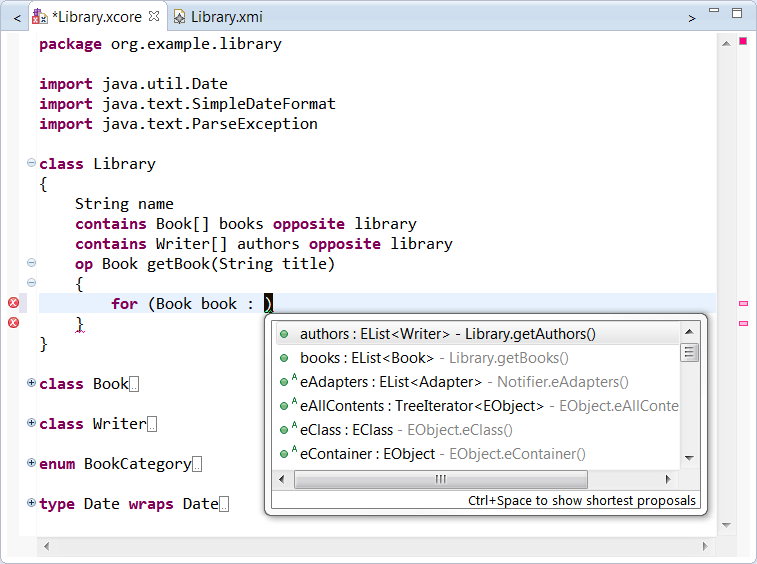 *Library.xcore Library.xmi
package org.example.library
import java.util.Date
import java.text.SimpleDateFormat
import java.text.ParseException
class Library
{
String name
contains Book[] books opposite library
contains Writer[] authors opposite library
op Book getBook(String title)
{
for (Book book : )
}
}
authors : EList<Writer> - Library.getAuthors()
books : EList<Book> - Library.getBooks()
A eAdapters : EList<Adapter> - Notifier.eAdapters()
A eAllContents : TreeIterator<EObject> - EObject.eAllConte
A eClass : EClass - EObject.eClass()
A eContainer : EObject - EObject.eContainer()
Ctrl+Space to show shortest proposals
class Book
class Writer
enum BookCategory
type Date wraps Date